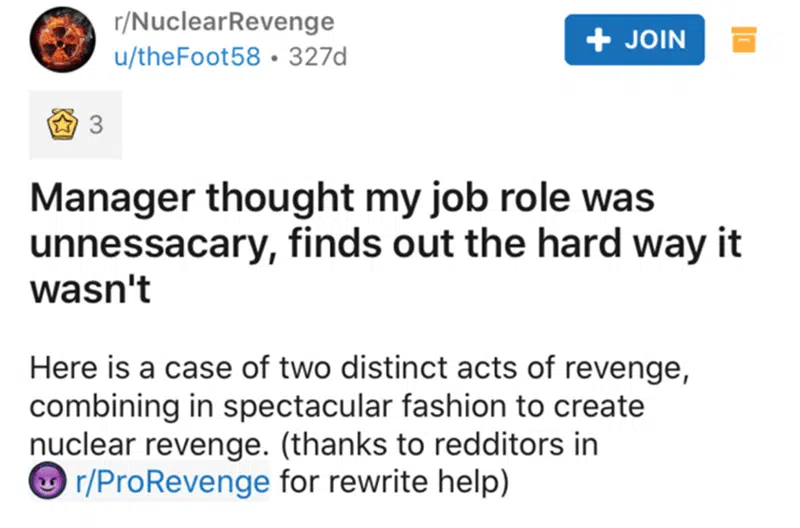 r/NuclearRevenge
u/theFoot58 • 327d
+ JOIN
3
Manager thought my job role was
unnessacary, finds out the hard way it
wasn't
Here is a case of two distinct acts of revenge,
combining in spectacular fashion to create
nuclear revenge. (thanks to redditors in
r/ProRevenge for rewrite help)